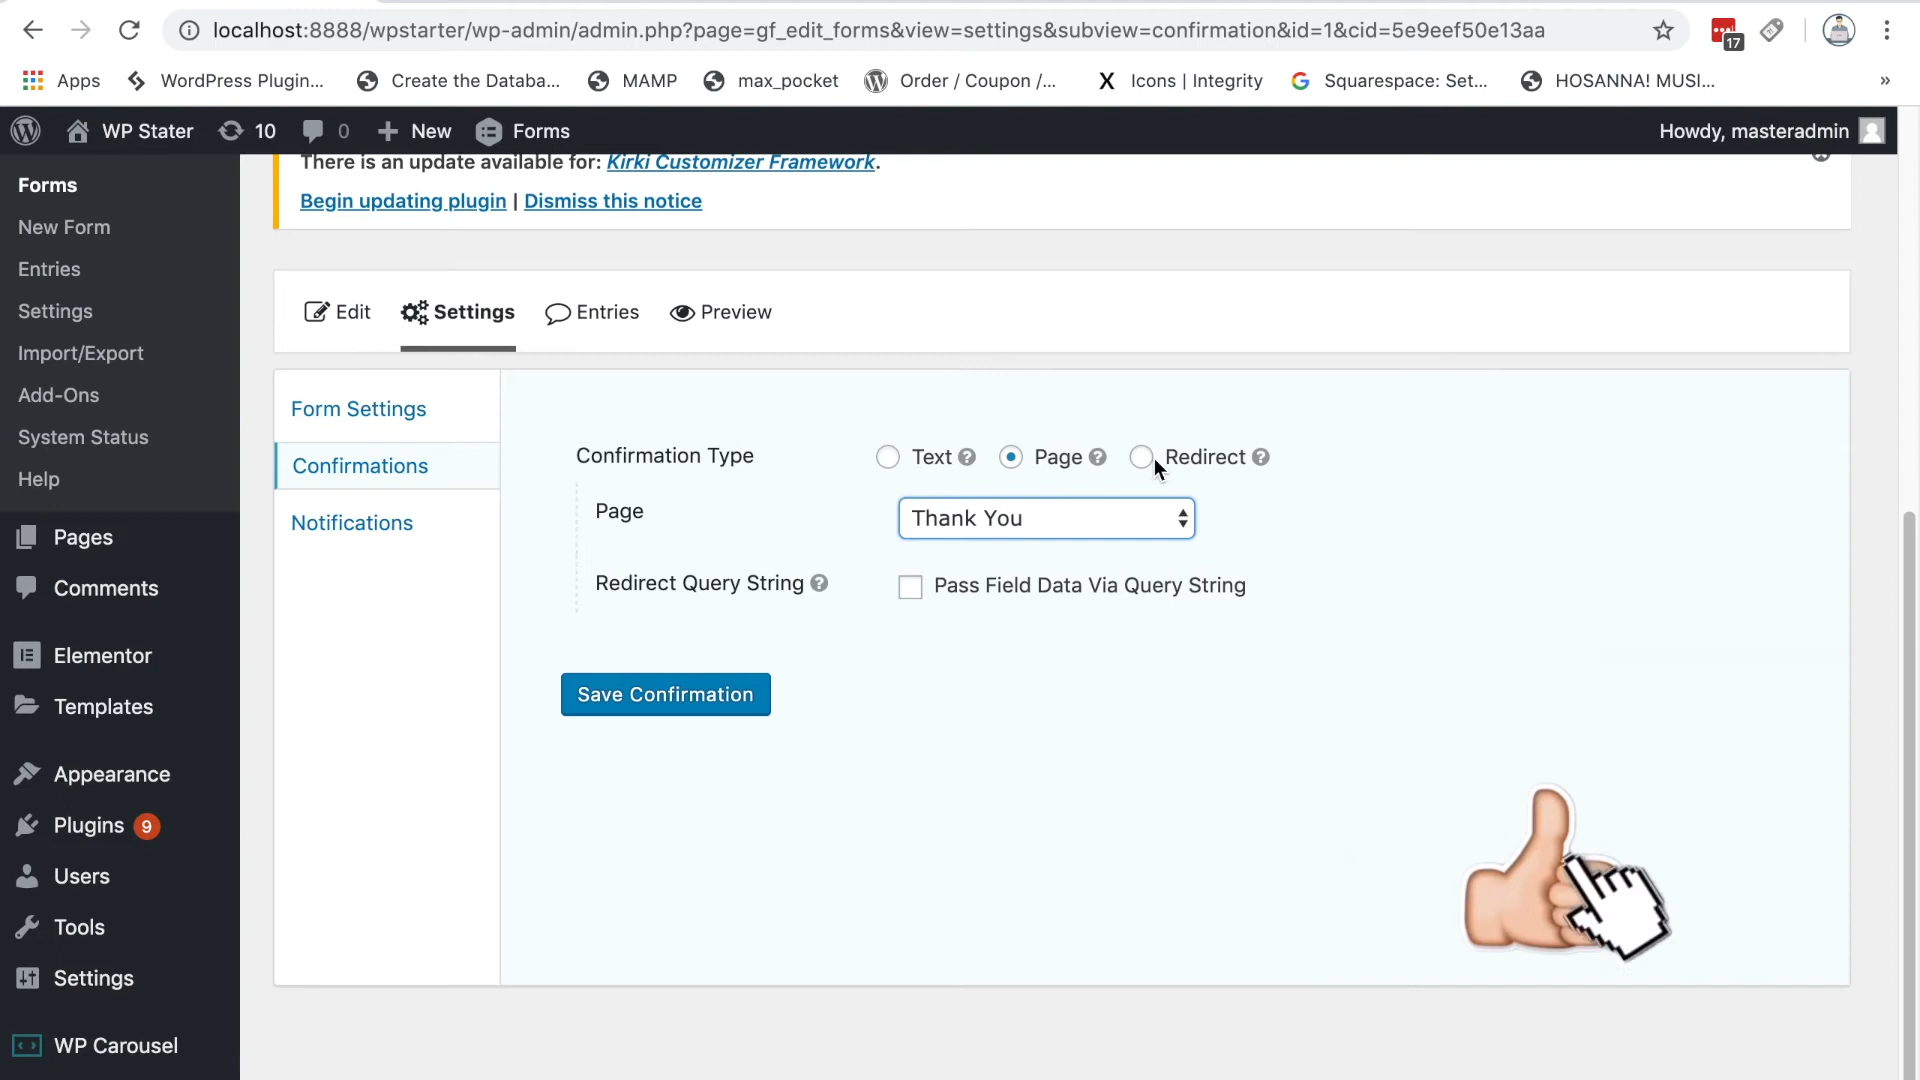 localhost:8888/wpstarter/wp-admin/admin.php?page=gf_edit_forms&view=settings&subview=confirmation&id=1&cid=5e9eef50e13aa
17
Apps WordPress Plugin... Create the Databa... MAMP max_pocket Order / Coupon /... Icons | Integrity Squarespace: Set... HOSANNA! MUSI... »
WP Stater 10 0 New Forms Howdy, masteradmin
There is an update available for: Kirki Customizer Framework.
Begin updating plugin | Dismiss this notice
Forms
New Form
Entries
Settings
Import/Export
Add-Ons
System Status
Help
Pages
Comments
Elementor
Templates
Appearance
Plugins 9
Users
Tools
Settings
WP Carousel
Edit Settings Entries Preview
Form Settings
Confirmations
Notifications
Confirmation Type Text ? Page ? Redirect ?
Page Thank You
Redirect Query String ? Pass Field Data Via Query String
Save Confirmation